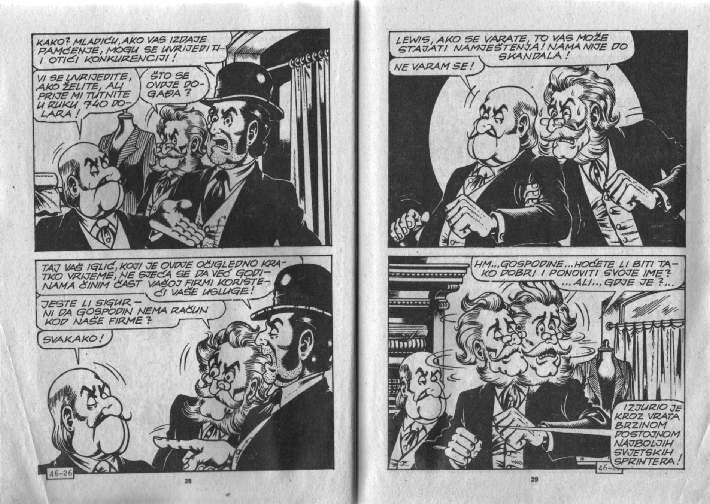 KAKO? MLADIĆU, AKO VAS IZDAJE
PAMĆENJE, MOGU SE UVRIJEDITI
I OTIĆI KONKURENCIJI!
VI SE UVRIJEDITE,
AKO ŽELITE, ALI
PRIJE MI TUTNITE
U RUKU 740 DO-
LARA!
ŠTO SE
OVDJE DO-
GAĐA?
TAJ VAŠ IGLIĆ, KOJI JE OVDJE OČIGLEDNO KRA-
TKO VRIJEME, NE SJEĆA SE DA VEĆ GODI-
NAMA ČINIM ČAST VAŠOJ FIRMI KORISTE-
ĆI VAŠE USLUGE!
JESTE LI SIGUR-
NI DA GOSPODIN NEMA RAČUN
KOD NAŠE FIRME?
SVAKAKO!
46-26
28
LEWIS, AKO SE VARATE, TO VAS MOŽE
STAJATI NAMJEŠTENJA! NAMA NIJE DO
SKANDALA!
NE VARAM SE!
HM...GOSPODINE...HOĆETE LI BITI TA-
KO DOBRI I PONOVITI SVOJE IME?
...ALI...GDJE JE?...
IZJURIO JE
KROZ VRATA
BRZINOM
DOSTOJNOM
NAJBOLJIH
SVJETSKIH
SPRINTERA!
29